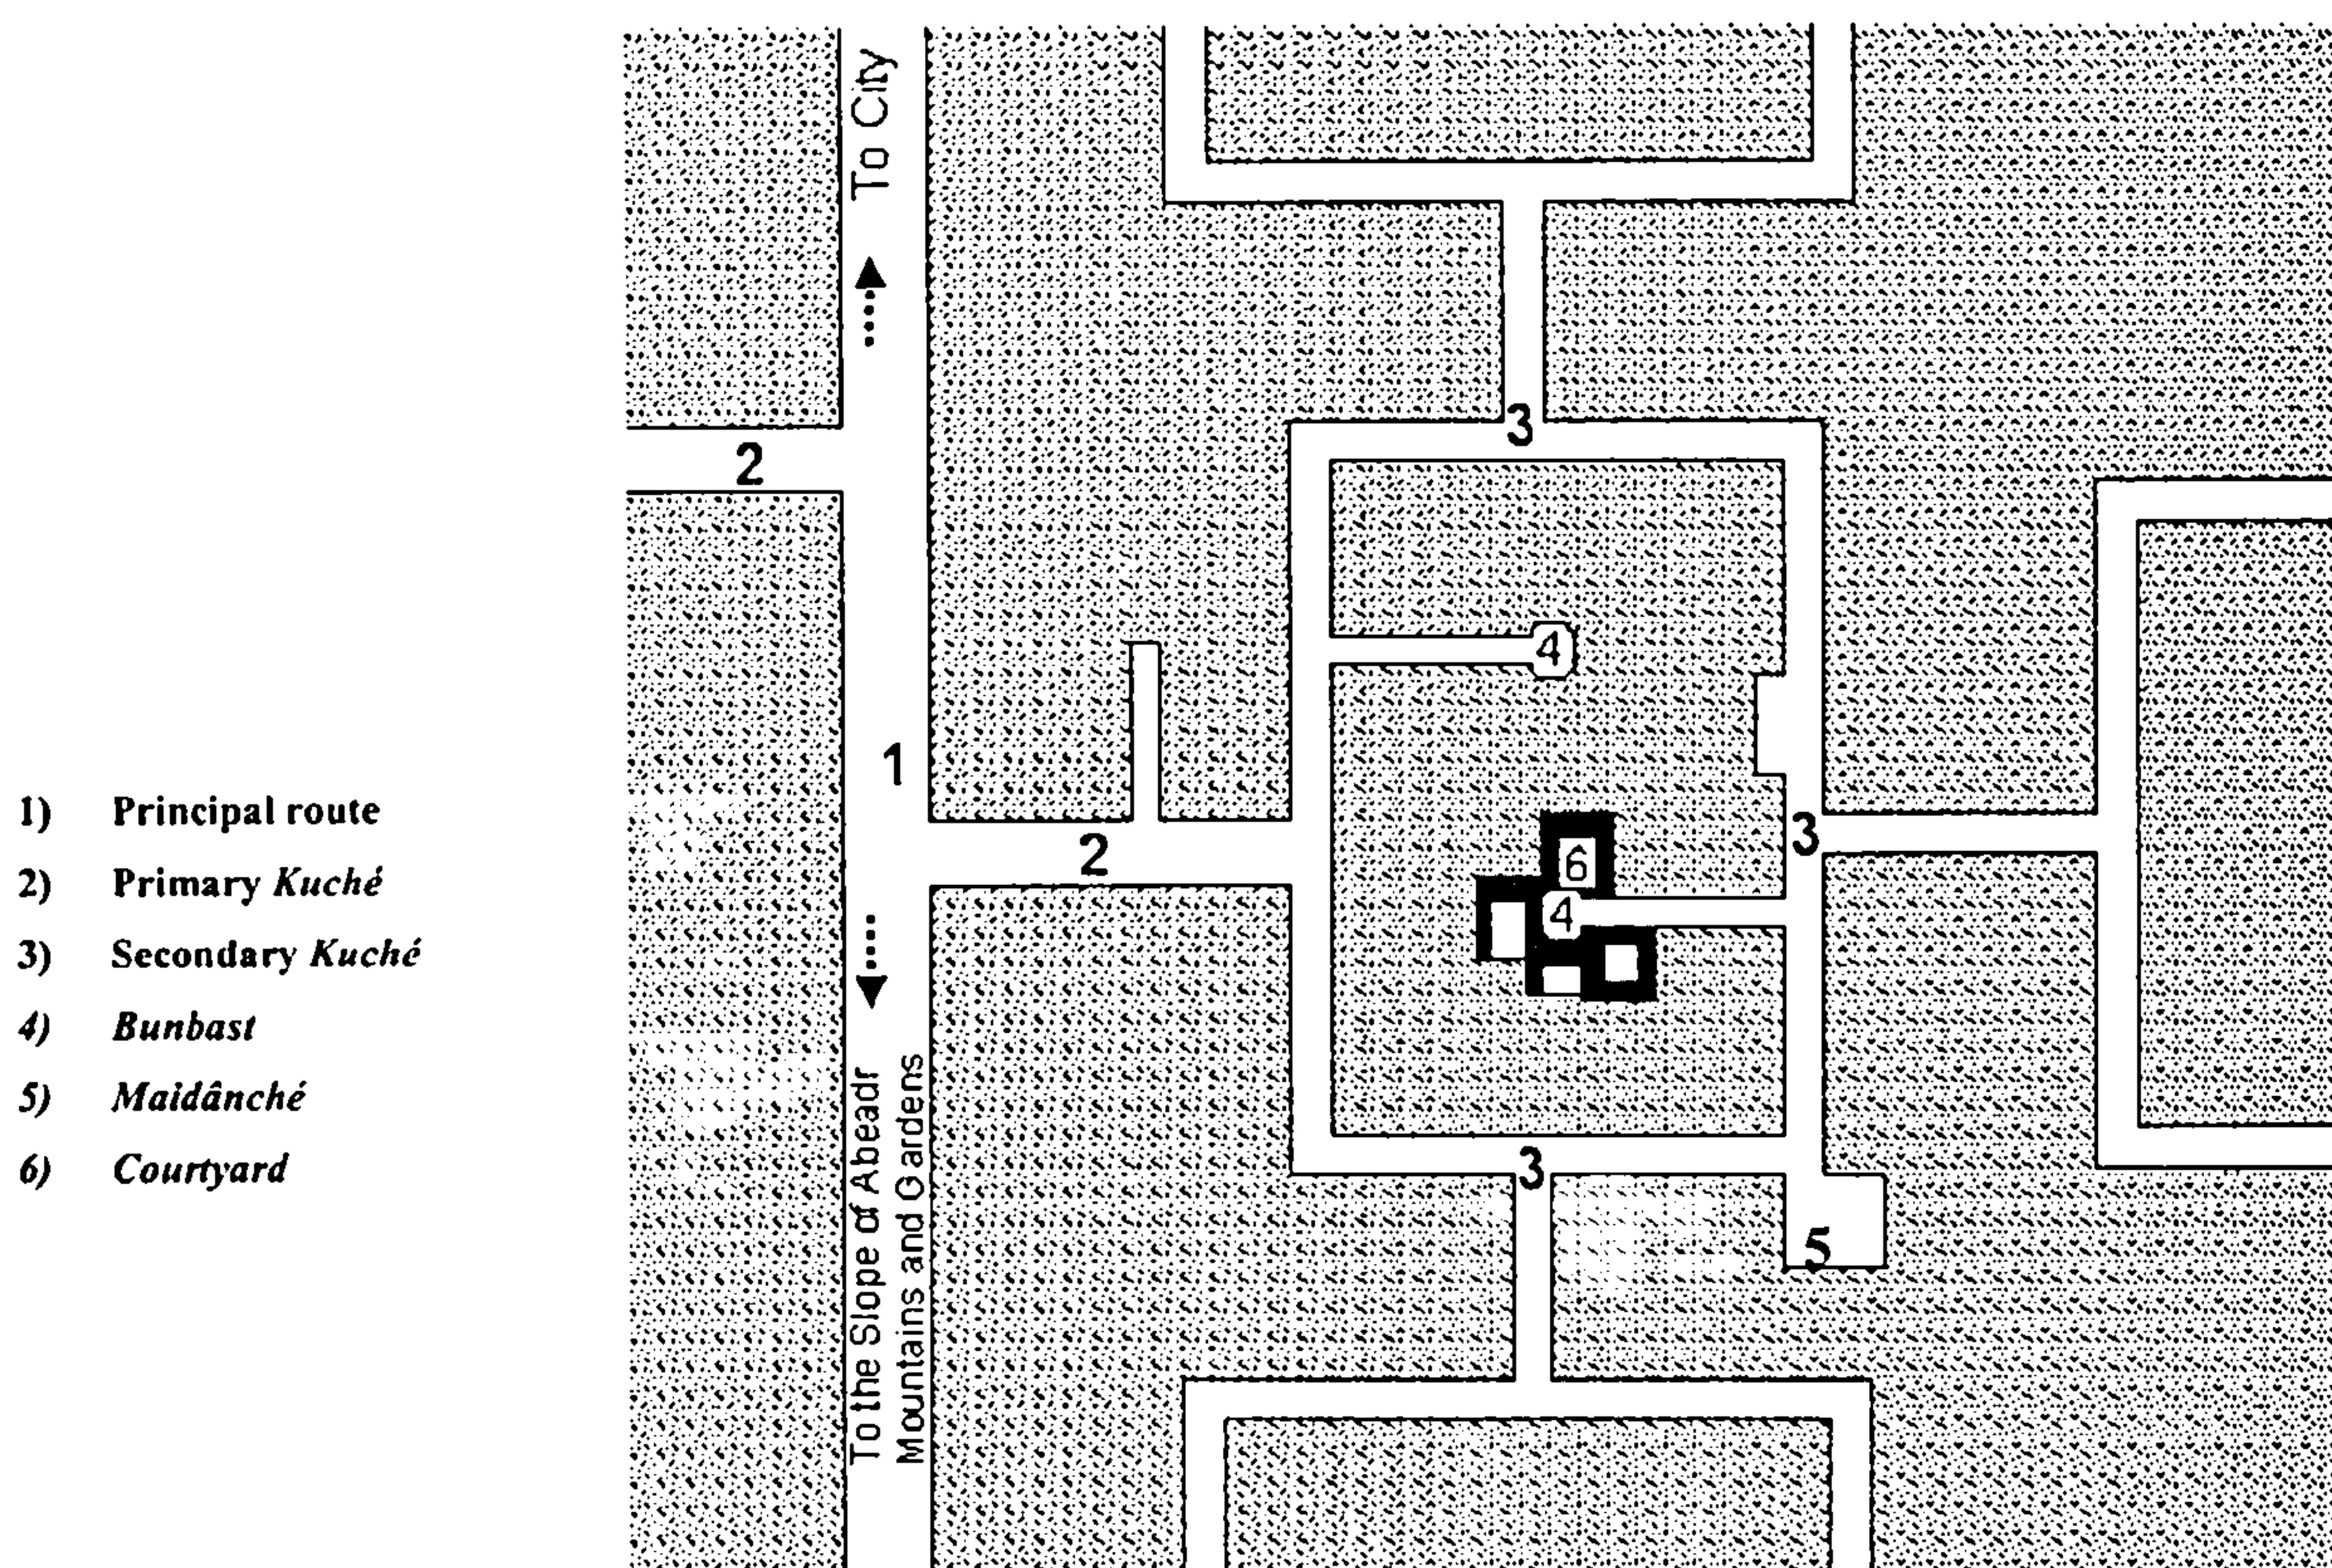 1) Principal route
2) Primary Kuché
3) Secondary Kuché
4) Bunbast
5) Maidânché
6) Courtyard
To City
2
3
4
1
2
6
3
4
To the Slope of Abeadr
Mountains and Gardens
3
5